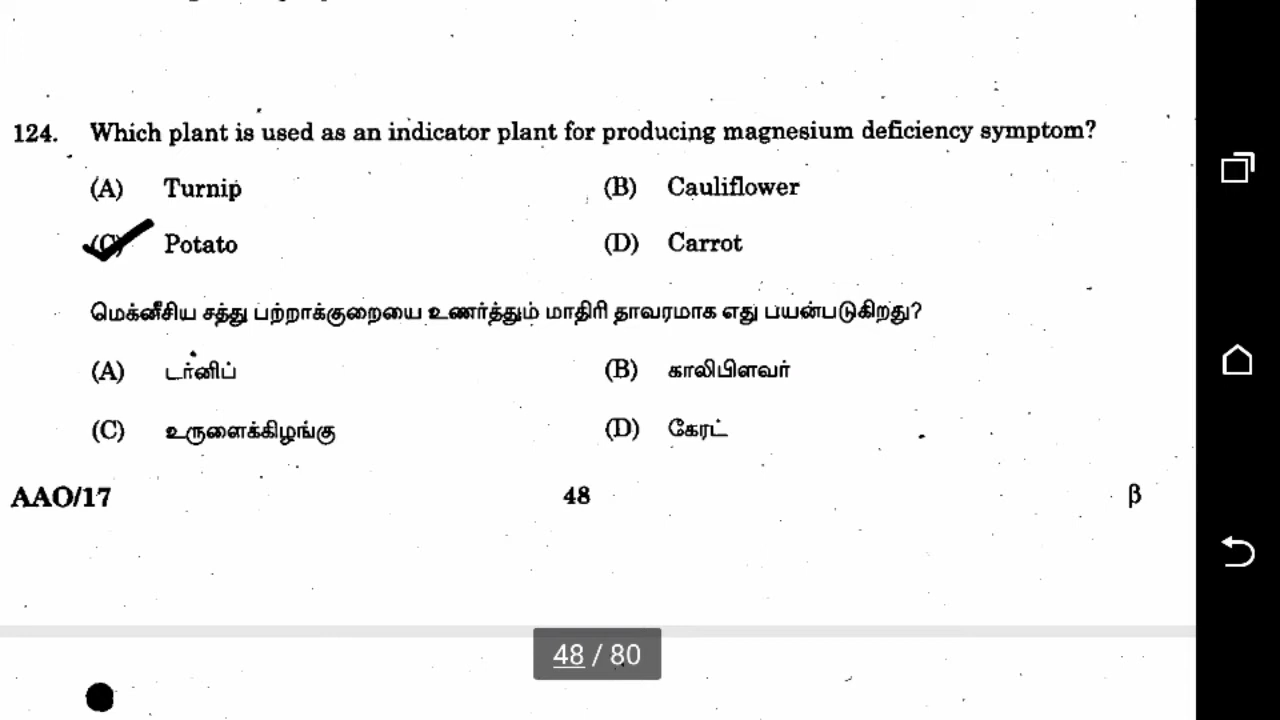 124. Which plant is used as an indicator plant for producing magnesium deficiency symptom?
(A) Turnip (B) Cauliflower
(C) Potato (D) Carrot
மெக்னீசிய சத்து பற்றாக்குறையை உணர்த்தும் மாதிரி தாவரமாக எது பயன்படுகிறது?
(A) டர்னிப் (B) காலிபிளவர்
(C) உருளைக்கிழங்கு (D) கேரட்
AAO/17 48 β
48 / 80